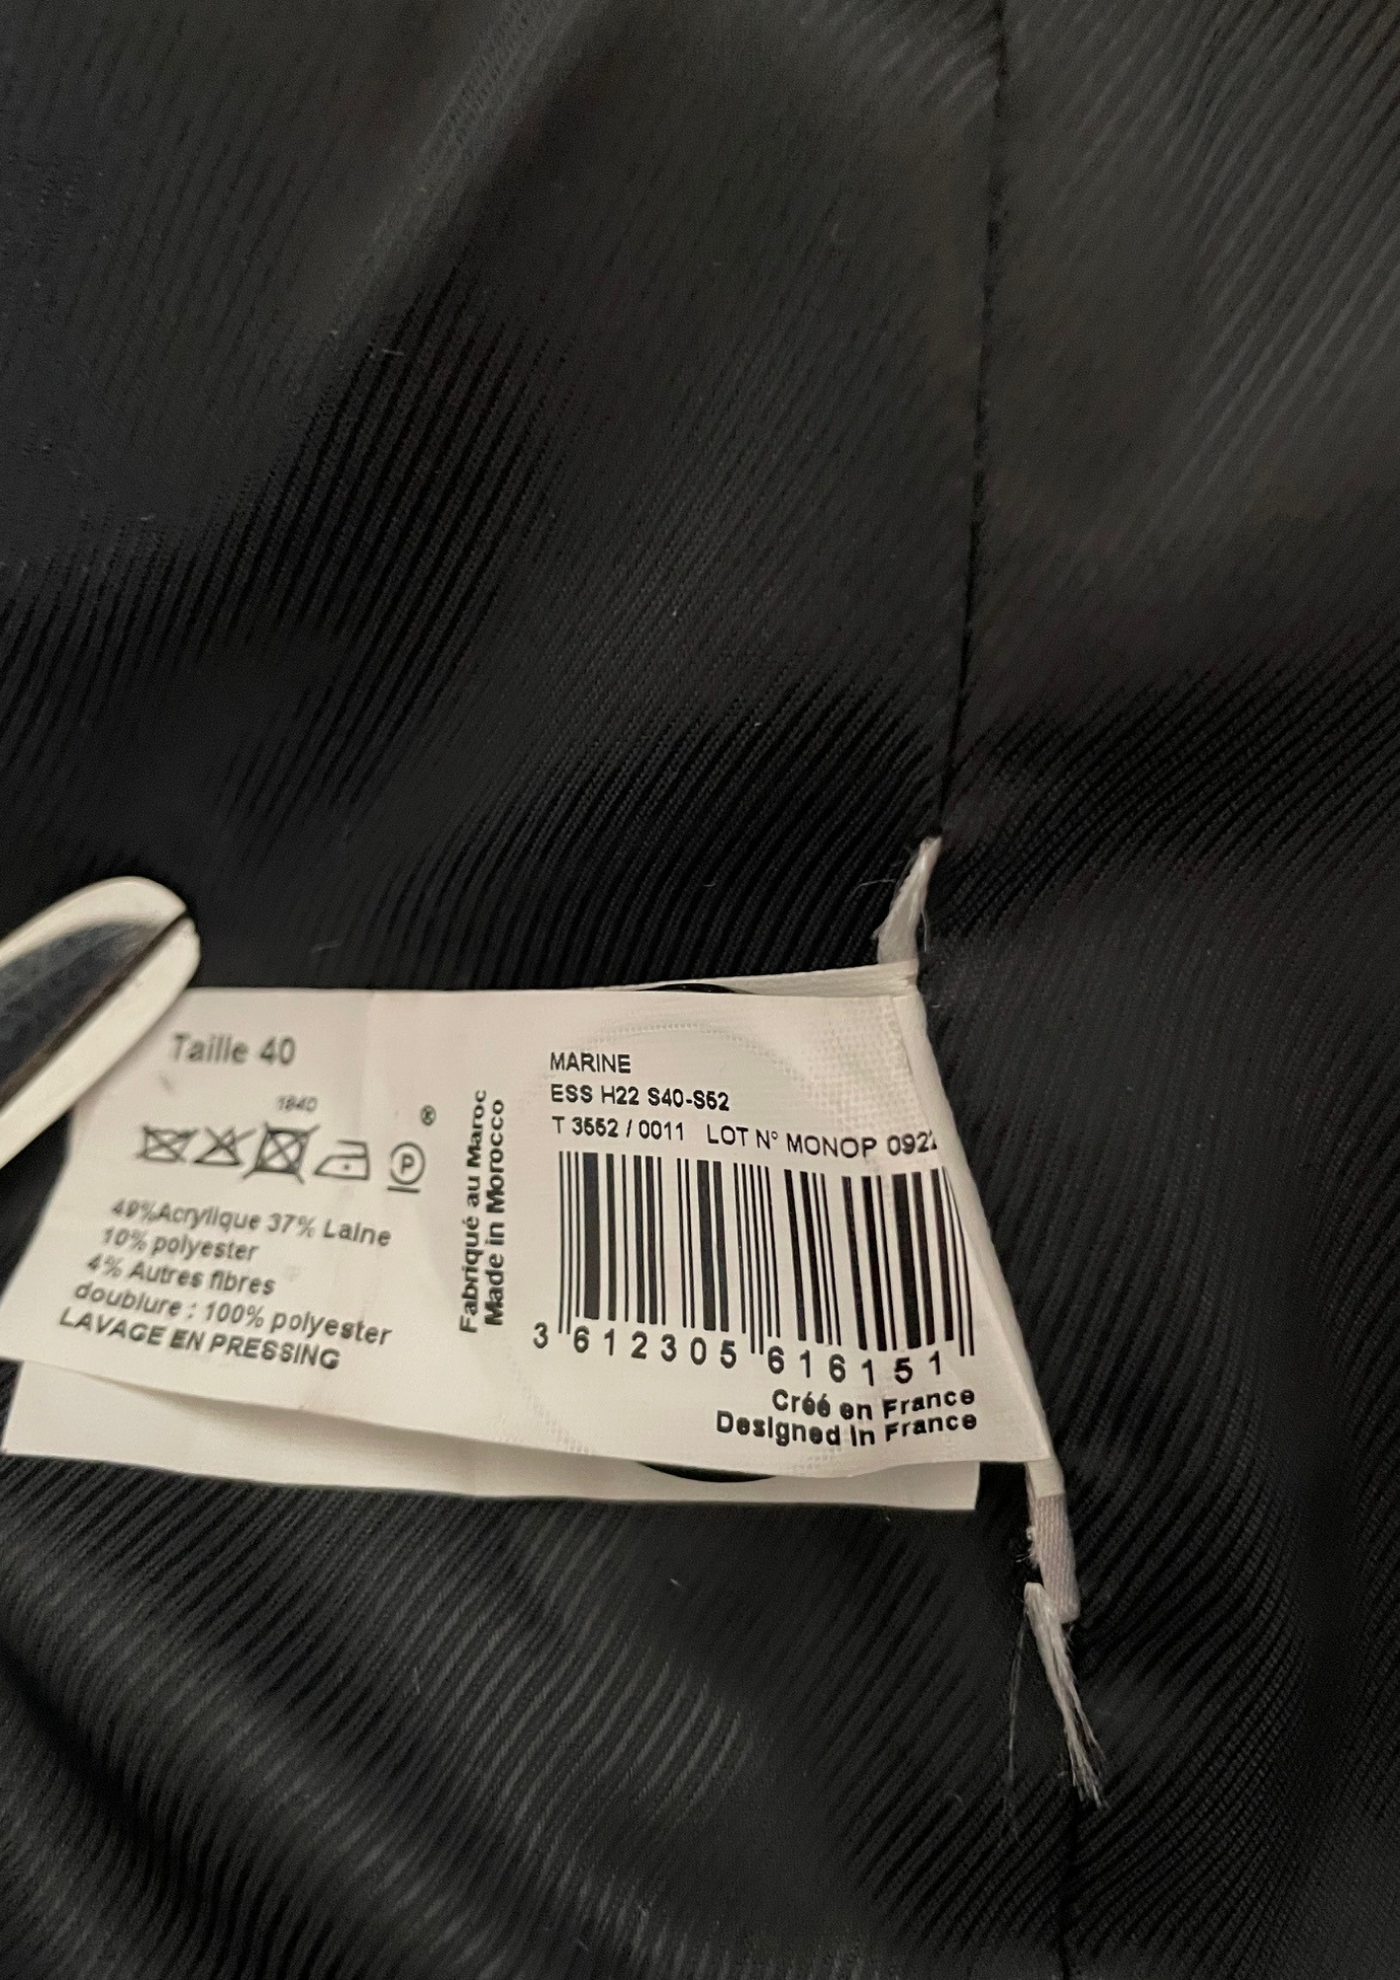 Taille 40
1840
®
P
49%Acrylique 37% Laine
10% polyester
4% Autres fibres
doublure : 100% polyester
LAVAGE EN PRESSING
Fabriqué au Maroc
Made in Morocco
MARINE
ESS H22 S40-S52
T 3552 / 0011 LOT N° MONOP
3 612305 616151
Créé en France
Designed in France